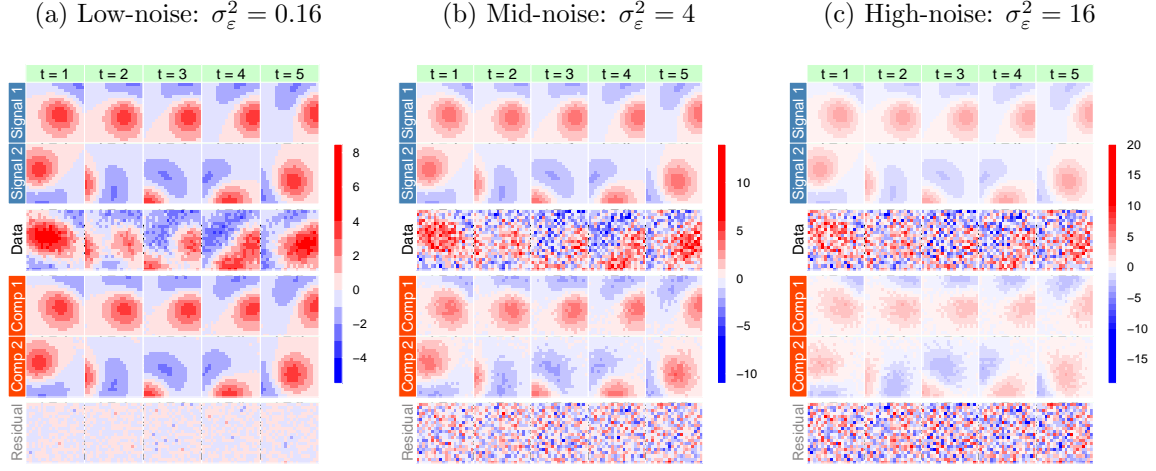 (a) Low-noise: σ²_ε = 0.16
t = 1 t = 2 t = 3 t = 4 t = 5
Signal 1
Signal 2
Data
Comp 1
Comp 2
Residual
8
6
4
2
0
−2
−4
(b) Mid-noise: σ²_ε = 4
t = 1 t = 2 t = 3 t = 4 t = 5
Signal 1
Signal 2
Data
Comp 1
Comp 2
Residual
10
5
0
−5
−10
(c) High-noise: σ²_ε = 16
t = 1 t = 2 t = 3 t = 4 t = 5
Signal 1
Signal 2
Data
Comp 1
Comp 2
Residual
20
15
10
5
0
−5
−10
−15